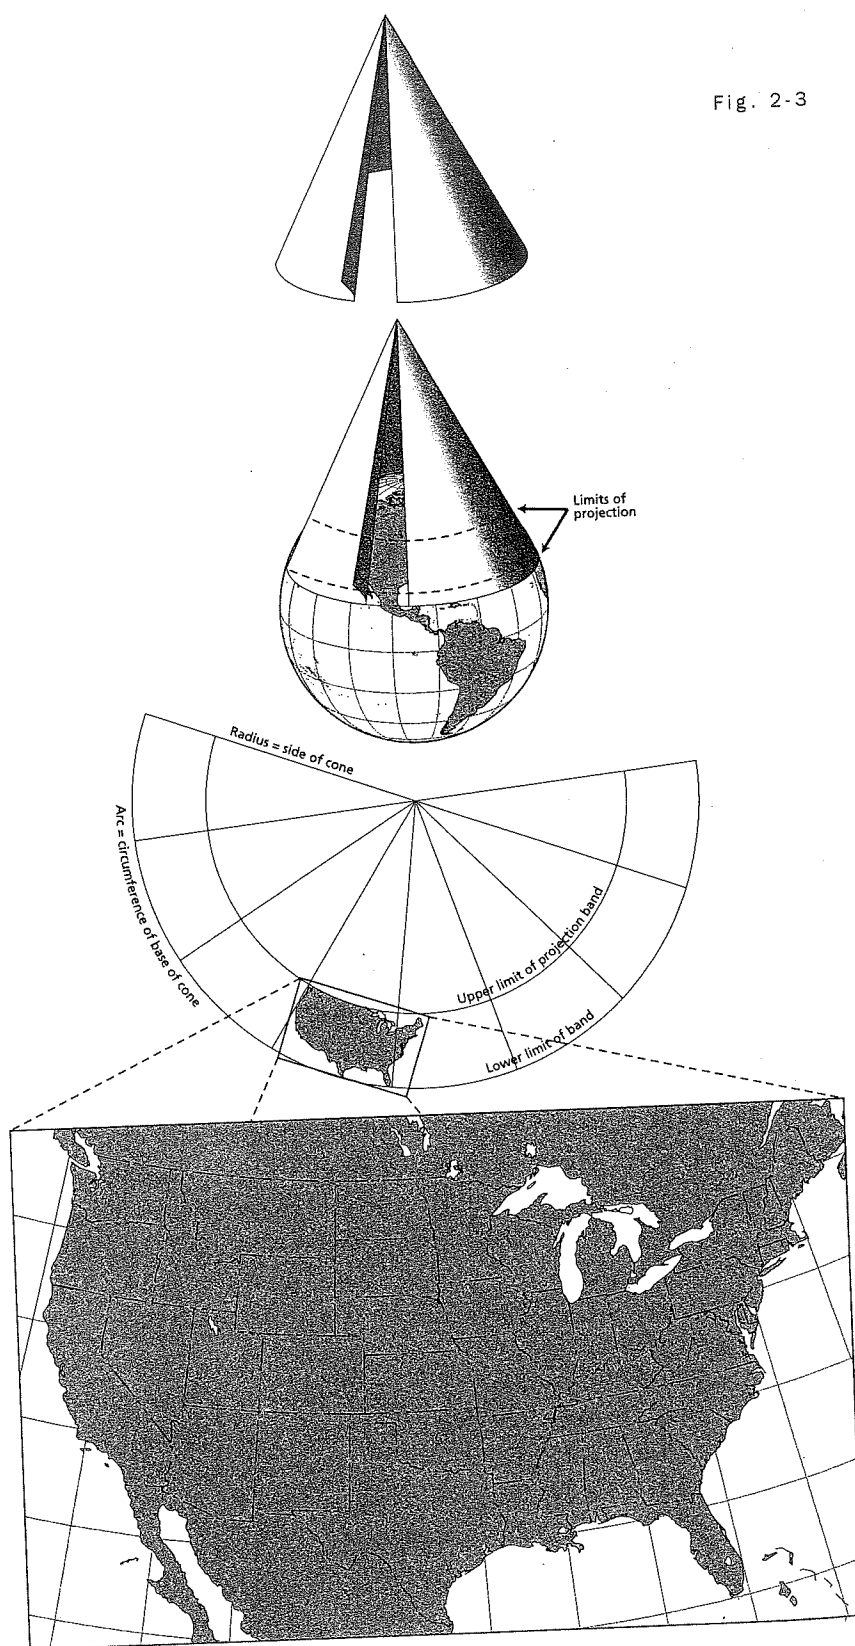 Fig. 2-3
Limits of
projection
Radius = side of cone
Arc = circumference of base of cone
Upper limit of projection band
Lower limit of band